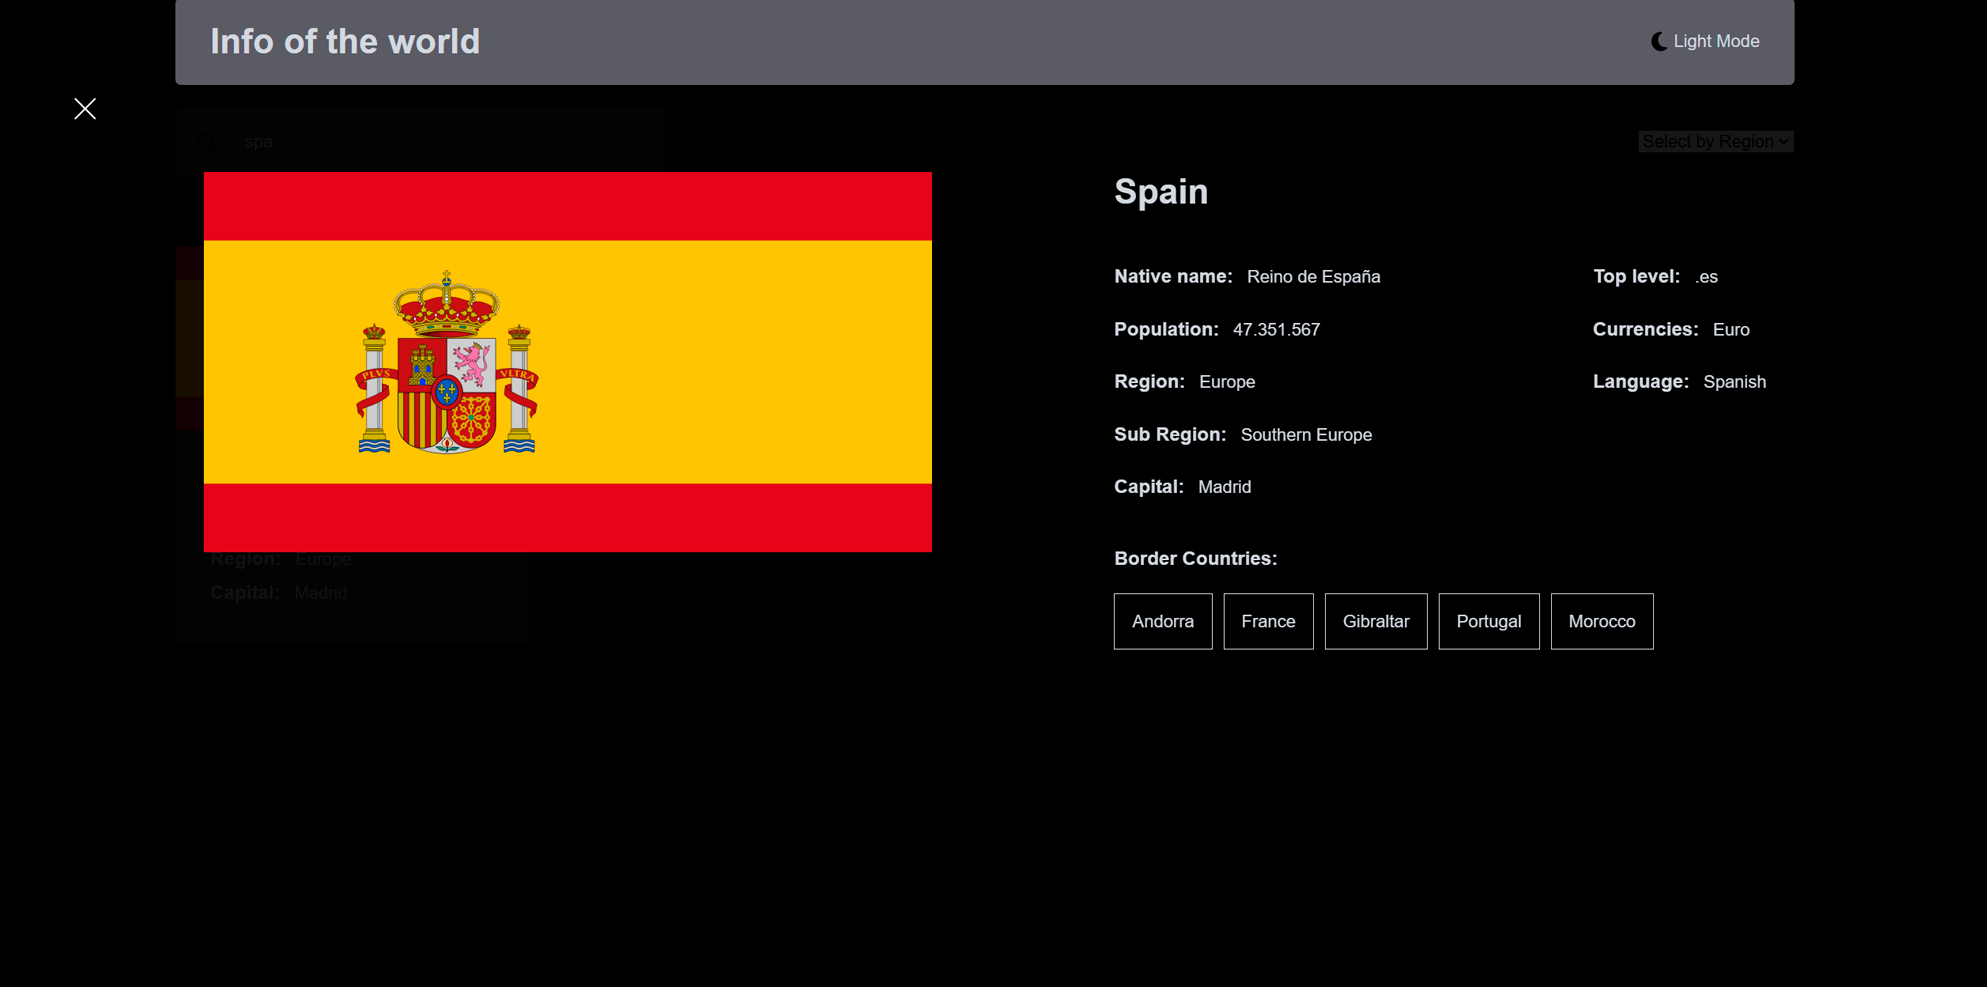 Info of the world
Light Mode
spa
Select by Region
Spain
Native name: Reino de España
Top level: .es
Population: 47.351.567
Currencies: Euro
Region: Europe
Language: Spanish
Sub Region: Southern Europe
Capital: Madrid
Border Countries:
Andorra France Gibraltar Portugal Morocco
PLVS VLTRA
Region: Europe
Capital: Madrid